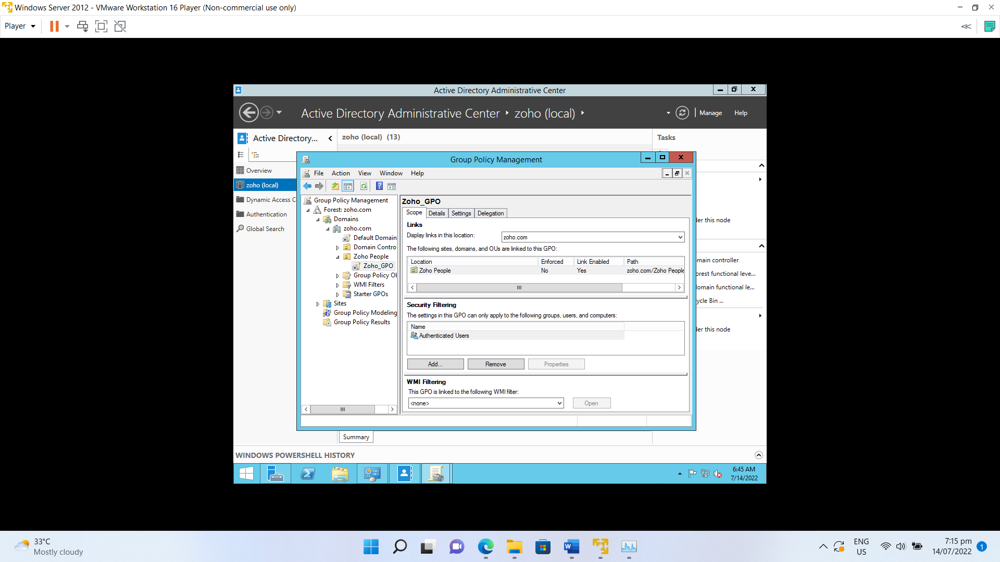 Windows Server 2012 - VMware Workstation 16 Player (Non-commercial use only)
Player
Active Directory Administrative Center
Active Directory Administrative Center zoho (local)
Manage
Help
Active Directory...
zoho (local) (13)
Tasks
Overview
zoho (local)
Dynamic Access C
Authentication
Global Search
Group Policy Management
File Action View Window Help
Group Policy Management
Forest: zoho.com
Domains
zoho.com
Default Domain
Domain Contro
Zoho People
Zoho_GPO
Group Policy Ob
WMI Filters
Starter GPOs
Sites
Group Policy Modeling
Group Policy Results
Zoho_GPO
Scope Details Settings Delegation
Links
Display links in this location:
zoho.com
The following sites, domains, and OUs are linked to this GPO:
Location Enforced Link Enabled Path
Zoho People No Yes zoho.com/Zoho People
Security Filtering
The settings in this GPO can only apply to the following groups, users, and computers:
Name
Authenticated Users
Add... Remove Properties
WMI Filtering
This GPO is linked to the following WMI filter:
<none>
Open
der this node
main controller
orest functional leve...
lomain functional le...
ycle Bin ...
der this node
Summary
WINDOWS POWERSHELL HISTORY
6:45 AM
7/14/2022
33°C
Mostly cloudy
ENG
US
7:15 pm
14/07/2022
1